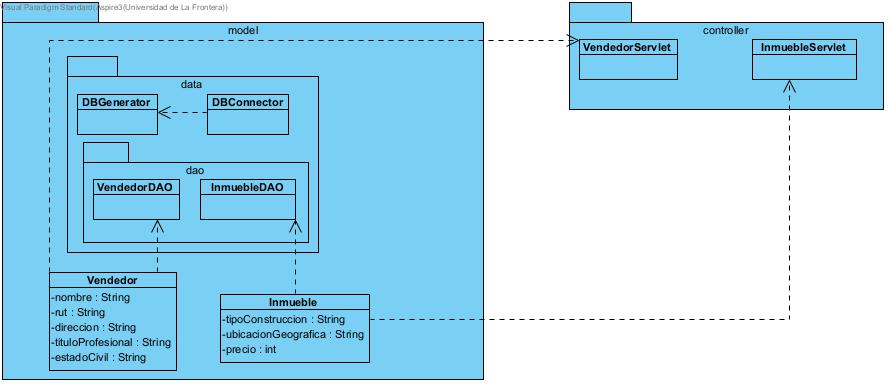 Visual Paradigm Standard(Aspire3(Universidad de La Frontera))
model
controller
VendedorServlet
InmuebleServlet
data
DBGenerator
DBConnector
dao
VendedorDAO
InmuebleDAO
Vendedor
-nombre : String
-rut : String
-direccion : String
-tituloProfesional : String
-estadoCivil : String
Inmueble
-tipoConstruccion : String
-ubicacionGeografica : String
-precio : int